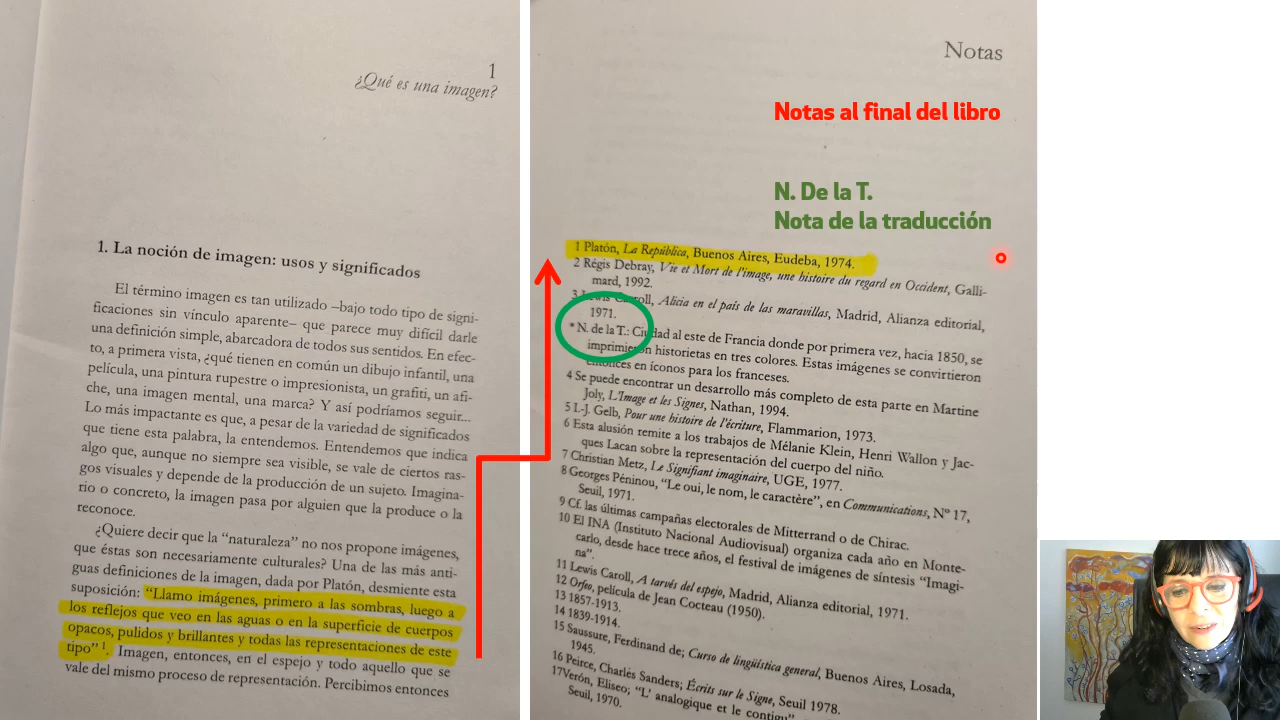 1
¿Qué es una imagen?
1. La noción de imagen: usos y significados
El término imagen es tan utilizado –bajo todo tipo de signi-
ficaciones sin vínculo aparente– que parece muy difícil darle
una definición simple, abarcadora de todos sus sentidos. En efec-
to, a primera vista, ¿qué tienen en común un dibujo infantil, una
película, una pintura rupestre o impresionista, un grafiti, un afi-
che, una imagen mental, una marca? Y así podríamos seguir...
Lo más impactante es que, a pesar de la variedad de significados
que tiene esta palabra, la entendemos. Entendemos que indica
algo que, aunque no siempre sea visible, se vale de ciertos ras-
gos visuales y depende de la producción de un sujeto. Imagina-
rio o concreto, la imagen pasa por alguien que la produce o la
reconoce.
¿Quiere decir que la “naturaleza” no nos propone imágenes,
que éstas son necesariamente culturales? Una de las más anti-
guas definiciones de la imagen, dada por Platón, desmiente esta
suposición: “Llamo imágenes, primero a las sombras, luego a
los reflejos que veo en las aguas o en la superficie de cuerpos
opacos, pulidos y brillantes y todas las representaciones de este
tipo” 1. Imagen, entonces, en el espejo y todo aquello que se
vale del mismo proceso de representación. Percibimos entonces
Notas
Notas al final del libro
N. De la T.
Nota de la traducción
1 Platón, La República, Buenos Aires, Eudeba, 1974.
2 Régis Debray, Vie et Mort de l'image, une histoire du regard en Occident, Galli-
mard, 1992.
3 Lewis Carroll, Alicia en el país de las maravillas, Madrid, Alianza editorial,
1971.
* N. de la T.: Ciudad al este de Francia donde por primera vez, hacia 1850, se
imprimieron historietas en tres colores. Estas imágenes se convirtieron
entonces en íconos para los franceses.
4 Se puede encontrar un desarrollo más completo de esta parte en Martine
Joly, L'Image et les Signes, Nathan, 1994.
5 I.-J. Gelb, Pour une histoire de l'écriture, Flammarion, 1973.
6 Esta alusión remite a los trabajos de Mélanie Klein, Henri Wallon y Jac-
ques Lacan sobre la representación del cuerpo del niño.
7 Christian Metz, Le Signifiant imaginaire, UGE, 1977.
8 Georges Péninou, “Le oui, le nom, le caractère”, en Communications, Nº 17,
Seuil, 1971.
9 Cf. las últimas campañas electorales de Mitterrand o de Chirac.
10 El INA (Instituto Nacional Audiovisual) organiza cada año en Monte-
carlo, desde hace trece años, el festival de imágenes de síntesis “Imagi-
na”.
11 Lewis Caroll, A tarvés del espejo, Madrid, Alianza editorial, 1971.
12 Orfeo, película de Jean Cocteau (1950).
13 1857-1913.
14 1839-1914.
15 Saussure, Ferdinand de; Curso de lingüística general, Buenos Aires, Losada,
1945.
16 Peirce, Charles Sanders; Écrits sur le Signe, Seuil 1978.
17 Verón, Eliseo; “L' analogique et le contigu”
Seuil, 1970.